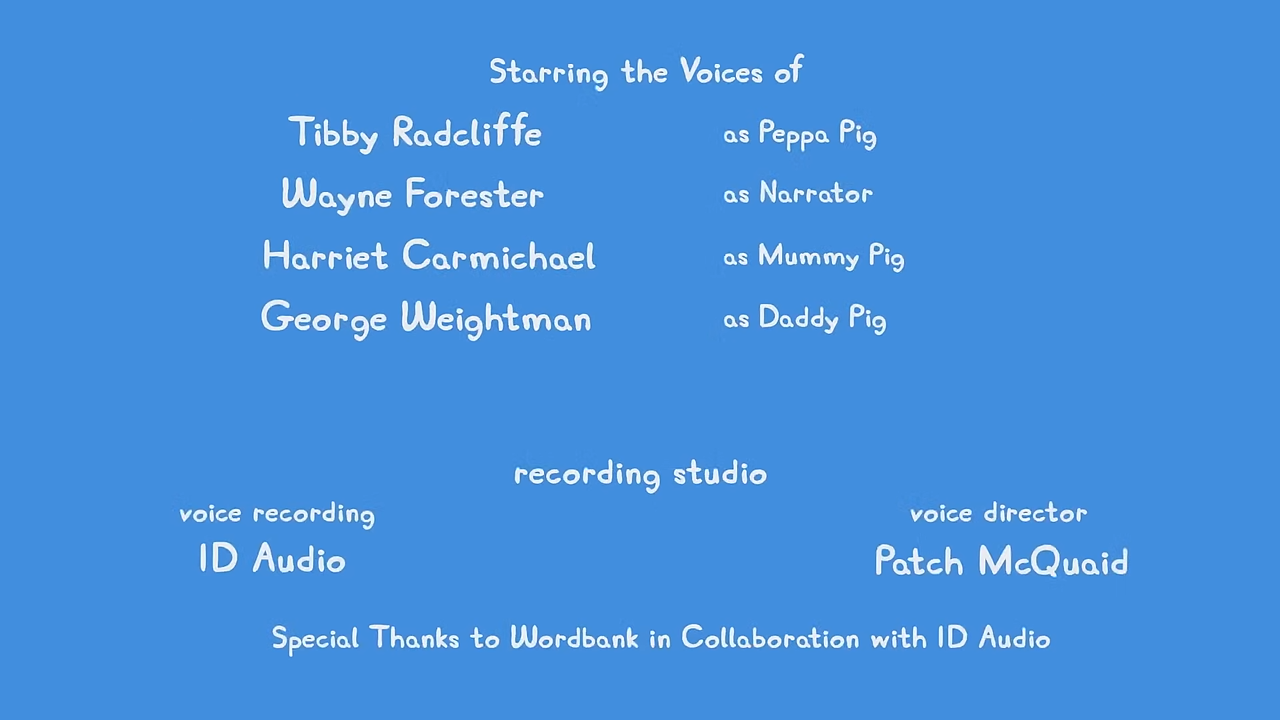 Starring the Voices of
Tibby Radcliffe as Peppa Pig
Wayne Forester as Narrator
Harriet Carmichael as Mummy Pig
George Weightman as Daddy Pig
recording studio
voice recording voice director
ID Audio Patch McQuaid
Special Thanks to Wordbank in Collaboration with ID Audio